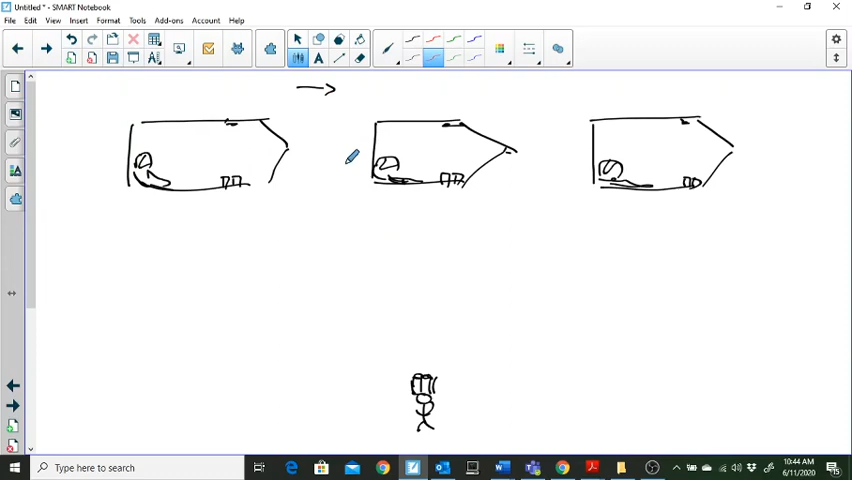 Untitled * - SMART Notebook
File Edit View Insert Format Tools Add-ons Account Help
Type here to search
10:44 AM
6/11/2020